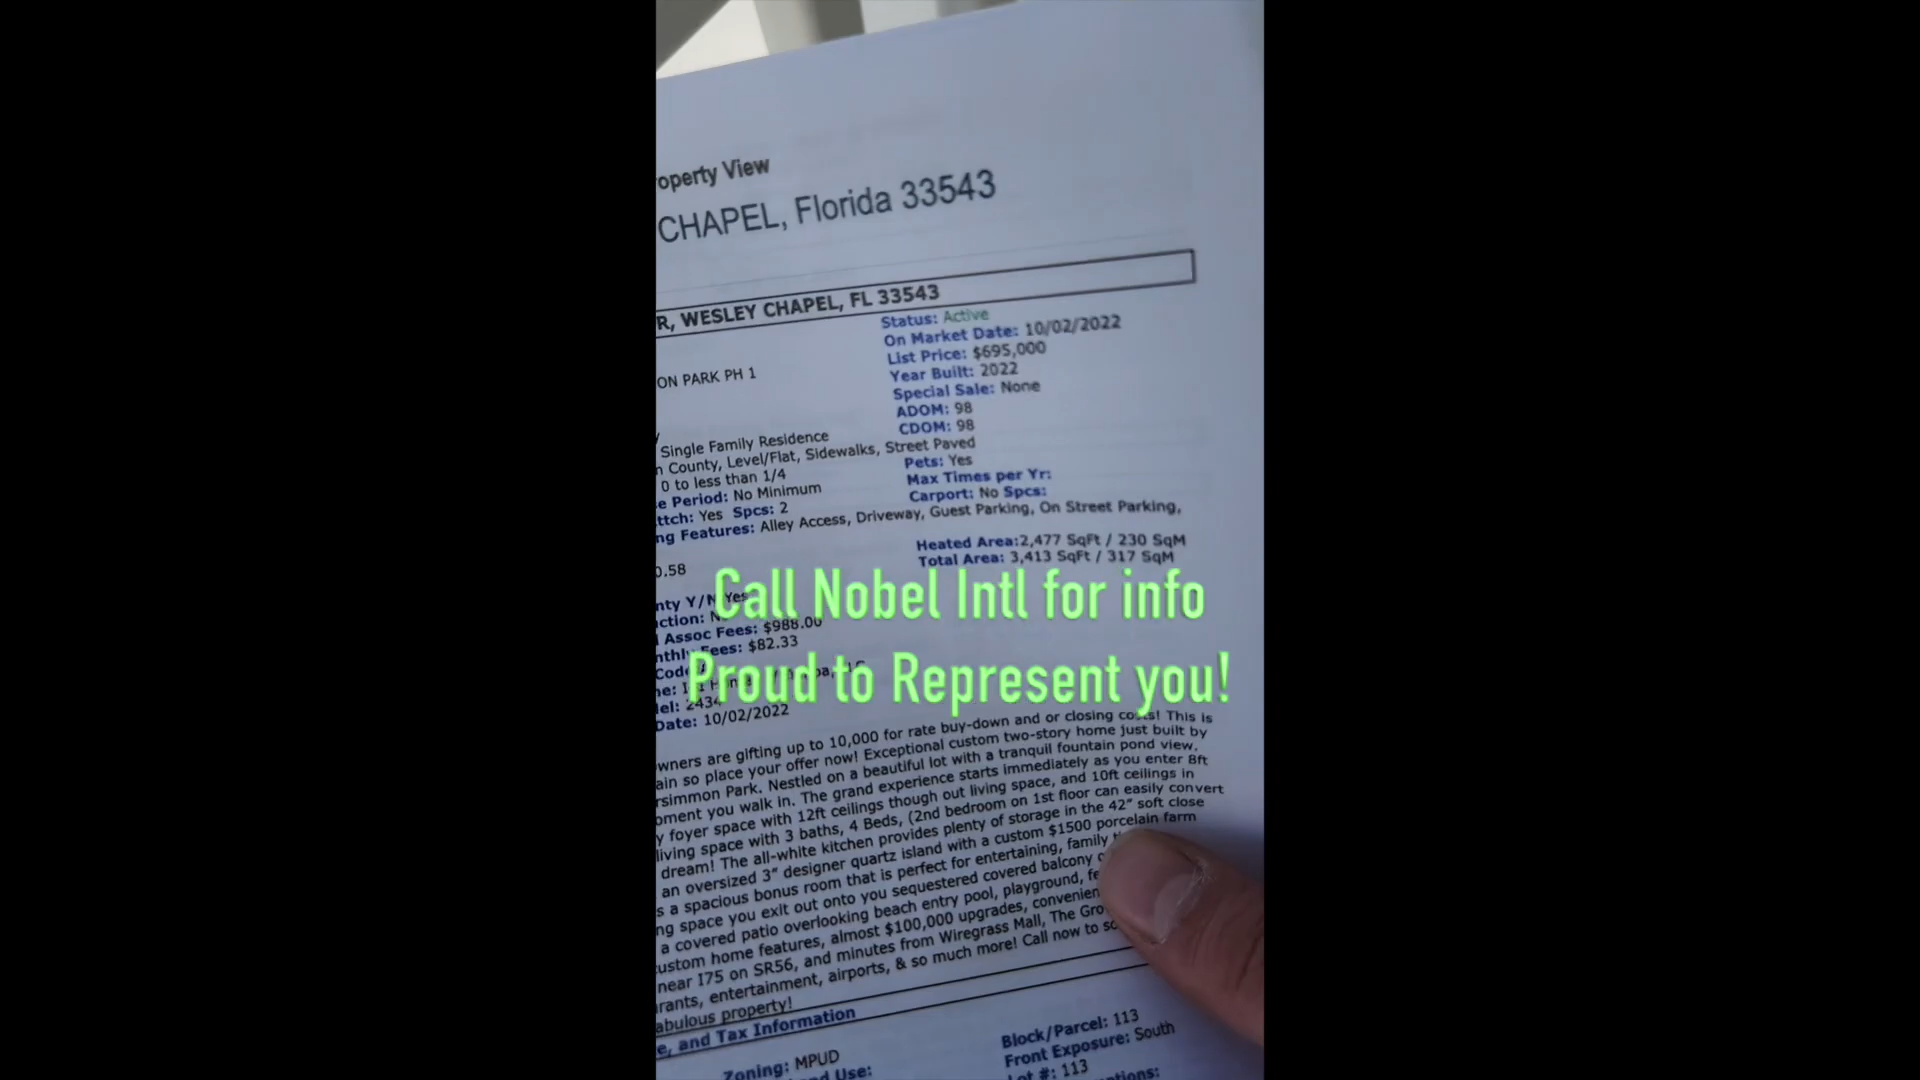 operty View
CHAPEL, Florida 33543
R, WESLEY CHAPEL, FL 33543
Status: Active
On Market Date: 10/02/2022
List Price: $695,000
ON PARK PH 1
Year Built: 2022
Special Sale: None
ADOM: 98
CDOM: 98
Single Family Residence
n County, Level/Flat, Sidewalks, Street Paved
0 to less than 1/4
Pets: Yes
e Period: No Minimum
Max Times per Yr:
ttch: Yes Spcs: 2
Carport: No Spcs:
ng Features: Alley Access, Driveway, Guest Parking, On Street Parking,
Heated Area:2,477 SqFt / 230 SqM
0.58
Total Area: 3,413 SqFt / 317 SqM
Call Nobel Intl for info
Proud to Represent you!
nty Y/N Yes
ction:
Assoc Fees: $988.00
nthly Fees: $82.33
Code
ne:
el: 2434
Date: 10/02/2022
wners are gifting up to 10,000 for rate buy-down and or closing costs! This is
ain so place your offer now! Exceptional custom two-story home just built by
rsimmon Park. Nestled on a beautiful lot with a tranquil fountain pond view.
oment you walk in. The grand experience starts immediately as you enter 8ft
y foyer space with 12ft ceilings though out living space, and 10ft ceilings in
living space with 3 baths, 4 Beds, (2nd bedroom on 1st floor can easily convert
dream! The all-white kitchen provides plenty of storage in the 42" soft close
an oversized 3" designer quartz island with a custom $1500 porcelain farm
s a spacious bonus room that is perfect for entertaining, family
ng space you exit out onto you sequestered covered balcony
a covered patio overlooking beach entry pool, playground, fe
ustom home features, almost $100,000 upgrades, convenien
near I75 on SR56, and minutes from Wiregrass Mall, The Gro
rants, entertainment, airports, & so much more! Call now to sc
abulous property!
e, and Tax Information
Block/Parcel: 113
Zoning: MPUD
Front Exposure: South
nd Use:
Lot #: 113